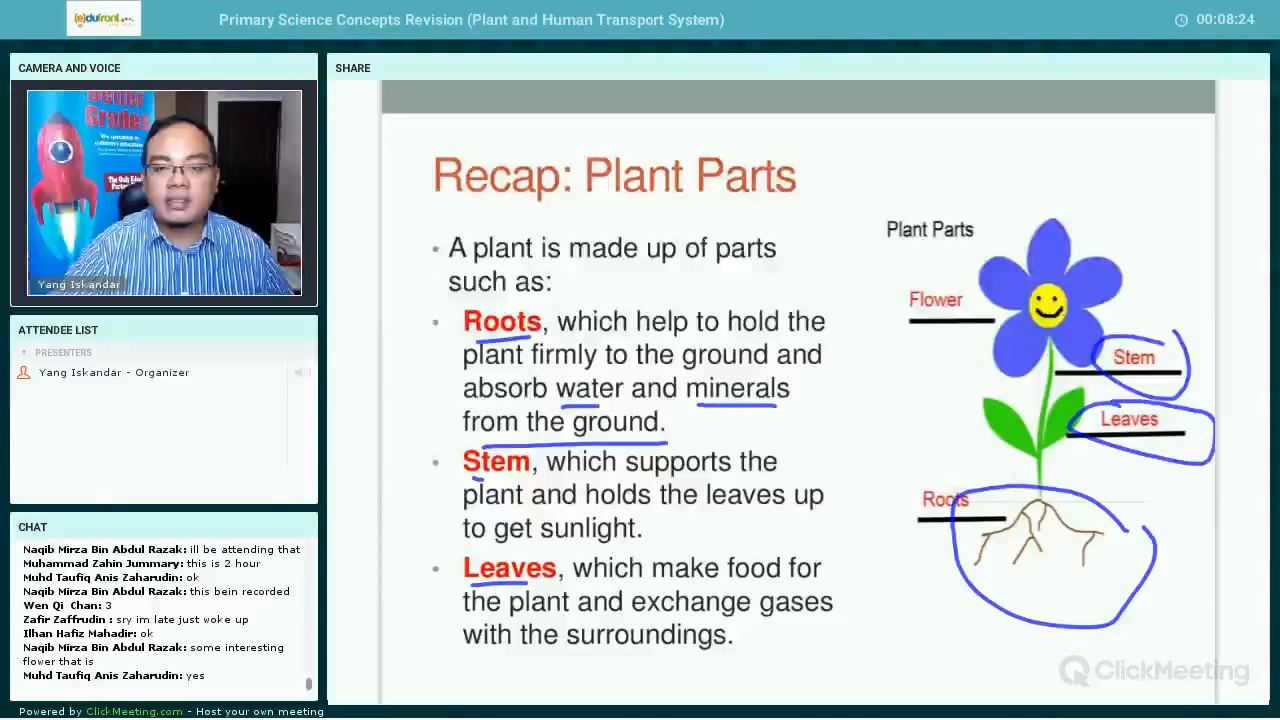 (e)dufront
Primary Science Concepts Revision (Plant and Human Transport System)
00:08:24
CAMERA AND VOICE
Better
Grades
Yang Iskandar
ATTENDEE LIST
PRESENTERS
Yang Iskandar - Organizer
CHAT
Naqib Mirza Bin Abdul Razak: ill be attending that
Muhammad Zahin Jummary: this is 2 hour
Muhd Taufiq Anis Zaharudin: ok
Naqib Mirza Bin Abdul Razak: this bein recorded
Wen Qi Chan: 3
Zafir Zaffrudin : sry im late just woke up
Ilhan Hafiz Mahadir: ok
Naqib Mirza Bin Abdul Razak: some interesting
flower that is
Muhd Taufiq Anis Zaharudin: yes
Powered by ClickMeeting.com - Host your own meeting
SHARE
Recap: Plant Parts
• A plant is made up of parts
such as:
• Roots, which help to hold the
plant firmly to the ground and
absorb water and minerals
from the ground.
• Stem, which supports the
plant and holds the leaves up
to get sunlight.
• Leaves, which make food for
the plant and exchange gases
with the surroundings.
Plant Parts
Flower
Stem
Leaves
Roots
ClickMeeting